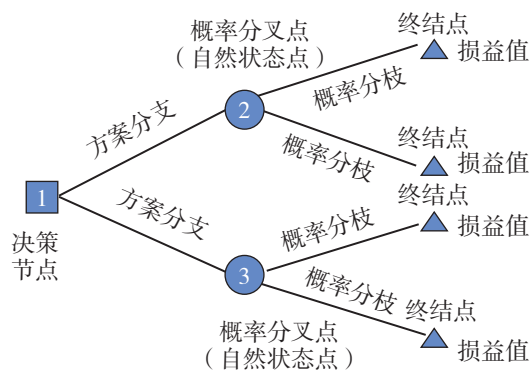 概率分叉点
（自然状态点）
终结点
损益值
概率分枝
方案分支
2
概率分枝
终结点
损益值
1
决策
节点
方案分支
终结点
损益值
概率分枝
3
概率分枝
终结点
损益值
概率分叉点
（自然状态点）